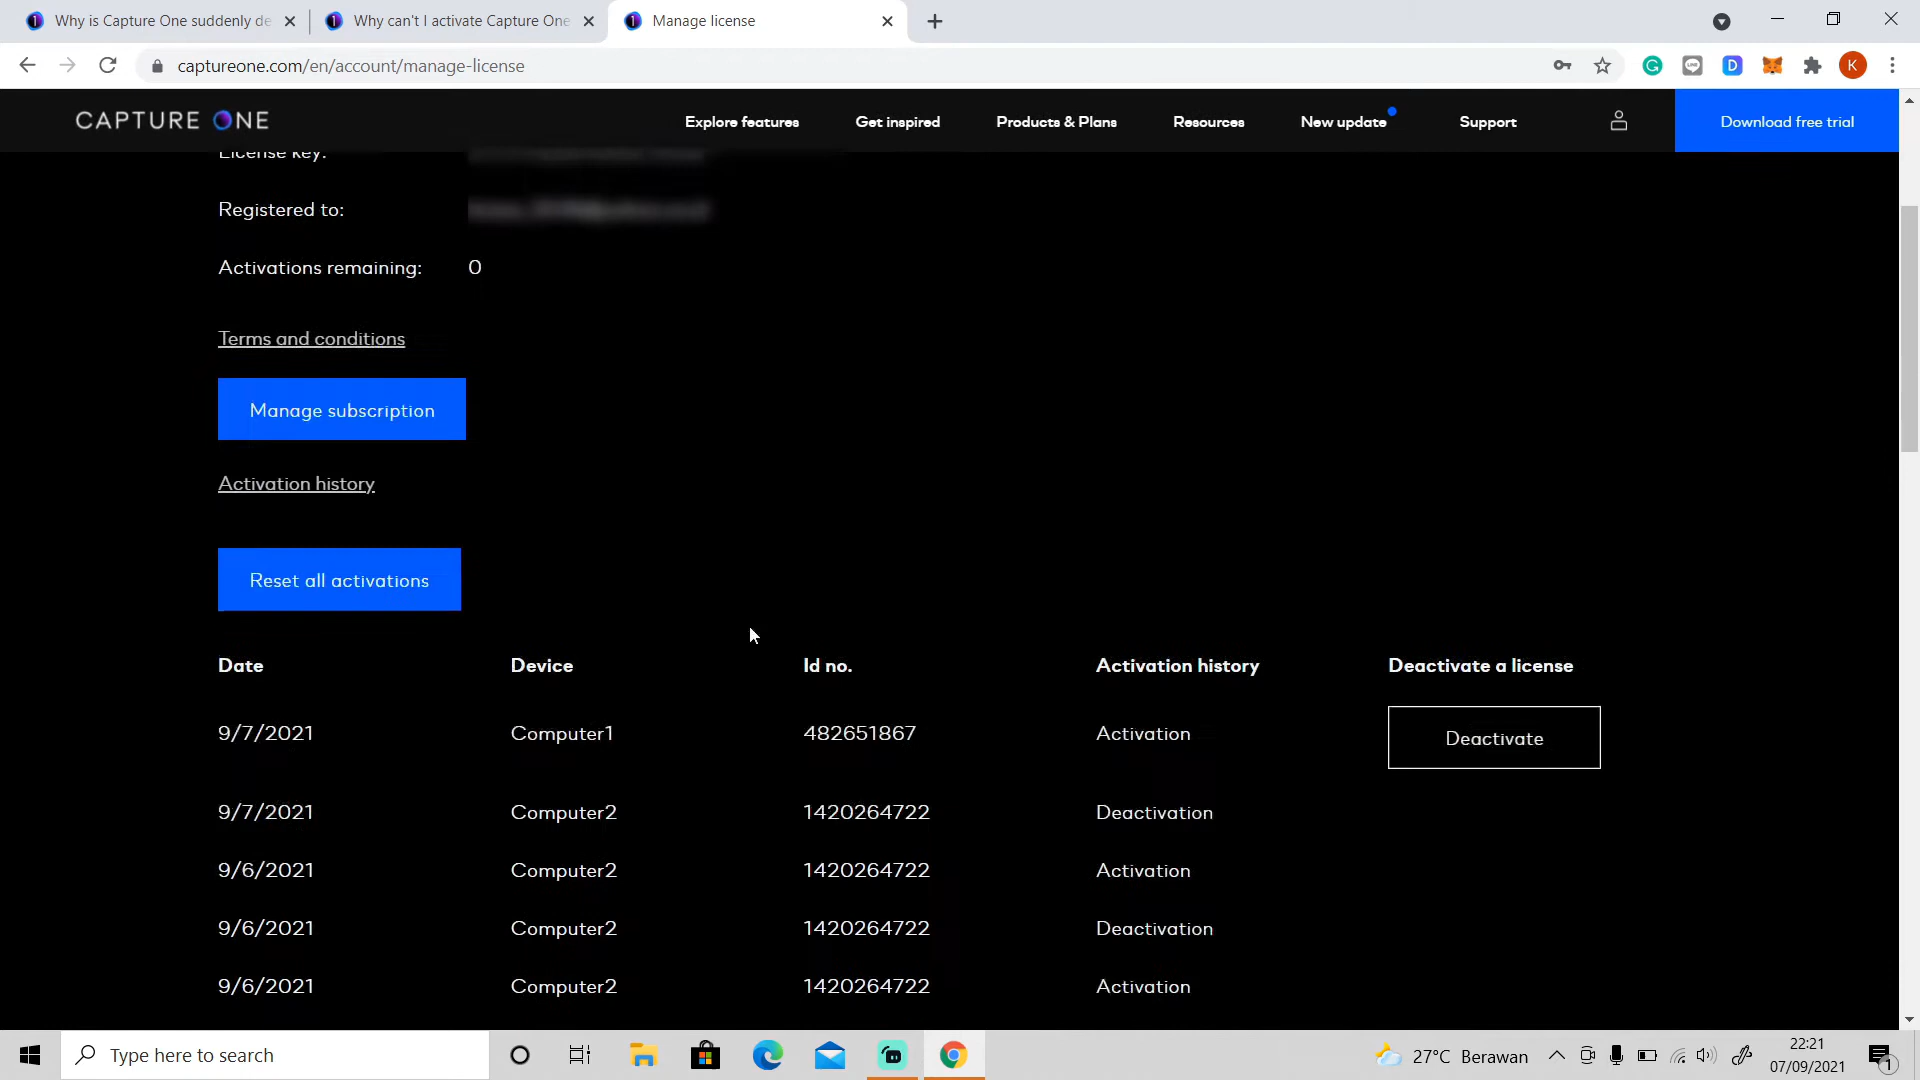 Why is Capture One suddenly de
Why can't I activate Capture One
Manage license
captureone.com/en/account/manage-license
D
K
CAPTURE ONE
Explore features
Get inspired
Products & Plans
Resources
New update
Support
Download free trial
License key:
Registered to:
Activations remaining: 0
Terms and conditions
Manage subscription
Activation history
Reset all activations
Date Device Id no. Activation history Deactivate a license
9/7/2021 Computer1 482651867 Activation Deactivate
9/7/2021 Computer2 1420264722 Deactivation
9/6/2021 Computer2 1420264722 Activation
9/6/2021 Computer2 1420264722 Deactivation
9/6/2021 Computer2 1420264722 Activation
Type here to search
27°C Berawan
22:21
07/09/2021
1